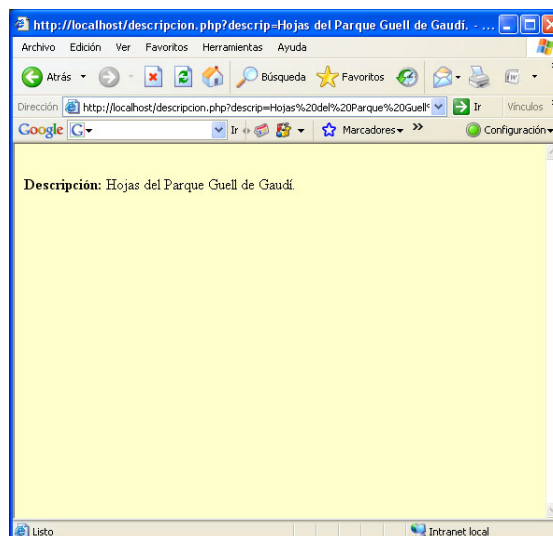 http://localhost/descripcion.php?descrip=Hojas del Parque Guell de Gaudí. - ...
Archivo Edición Ver Favoritos Herramientas Ayuda
Atrás Búsqueda Favoritos
Dirección http://localhost/descripcion.php?descrip=Hojas%20del%20Parque%20Guell% Ir Vínculos
Google G Ir Marcadores Configuración
Descripción: Hojas del Parque Guell de Gaudí.
Listo Intranet local